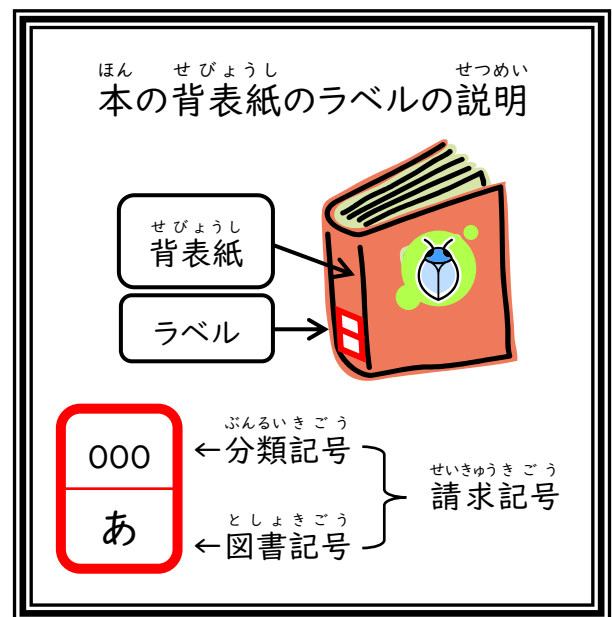 ほん せびょうし せつめい
本の背表紙のラベルの説明
せびょうし
背表紙
ラベル
000
あ
ぶんるいきごう
←分類記号
としょきごう
←図書記号
せいきゅうきごう
請求記号